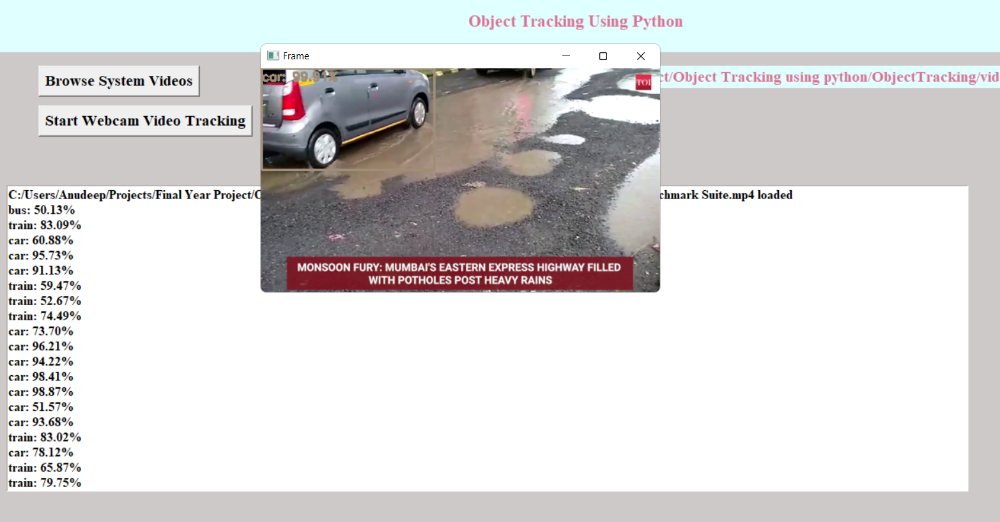 Object Tracking Using Python
Frame
Browse System Videos
Start Webcam Video Tracking
ct/Object Tracking using python/ObjectTracking/vid
car: 99.91%
TOI
MONSOON FURY: MUMBAI'S EASTERN EXPRESS HIGHWAY FILLED
WITH POTHOLES POST HEAVY RAINS
C:/Users/Anudeep/Projects/Final Year Project/O chmark Suite.mp4 loaded
bus: 50.13%
train: 83.09%
car: 60.88%
car: 95.73%
car: 91.13%
train: 59.47%
train: 52.67%
train: 74.49%
car: 73.70%
car: 96.21%
car: 94.22%
car: 98.41%
car: 98.87%
car: 51.57%
car: 93.68%
train: 83.02%
car: 78.12%
train: 65.87%
train: 79.75%